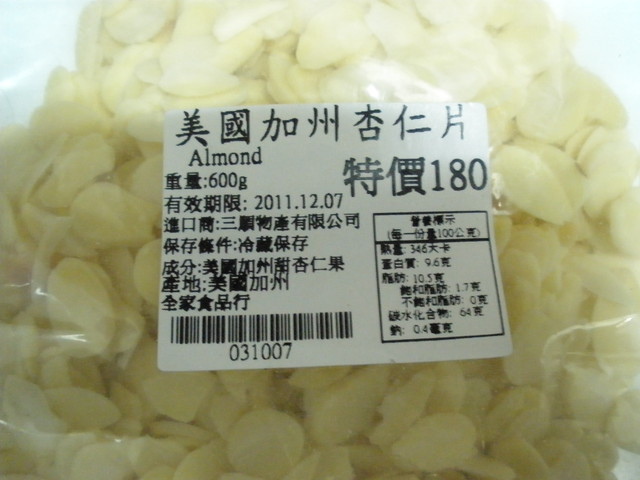 美國加州杏仁片
Almond
特價180
重量:600g
有效期限: 2011.12.07
進口商:三順物產有限公司
保存條件:冷藏保存
成分:美國加州甜杏仁果
產地:美國加州
全家食品行
031007
營養標示
(每一份量100公克)
熱量: 346大卡
蛋白質: 9.6克
脂肪: 10.5克
飽和脂肪: 1.7克
不飽和脂肪: 0克
碳水化合物: 64克
鈉: 0.4毫克